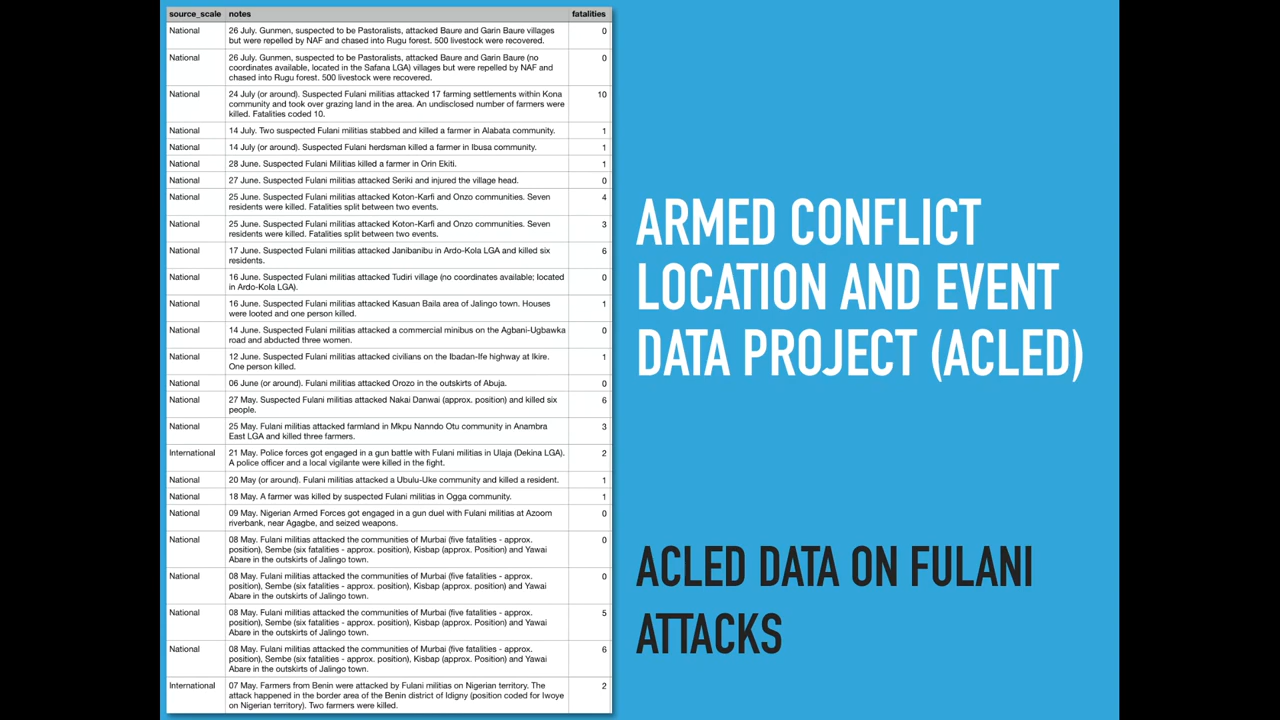 source_scale notes fatalities
National 26 July. Gunmen, suspected to be Pastoralists, attacked Baure and Garin Baure villages 0
but were repelled by NAF and chased into Rugu forest. 500 livestock were recovered.
National 26 July. Gunmen, suspected to be Pastoralists, attacked Baure and Garin Baure (no 0
coordinates available, located in the Safana LGA) villages but were repelled by NAF and
chased into Rugu forest. 500 livestock were recovered.
National 24 July (or around). Suspected Fulani militias attacked 17 farming settlements within Kona 10
community and took over grazing land in the area. An undisclosed number of farmers were
killed. Fatalities coded 10.
National 14 July. Two suspected Fulani militias stabbed and killed a farmer in Alabata community. 1
National 14 July (or around). Suspected Fulani herdsman killed a farmer in Ibusa community. 1
National 28 June. Suspected Fulani Militias killed a farmer in Orin Ekiti. 1
National 27 June. Suspected Fulani militias attacked Seriki and injured the village head. 0
National 25 June. Suspected Fulani militias attacked Koton-Karfi and Onzo communities. Seven 4
residents were killed. Fatalities split between two events.
National 25 June. Suspected Fulani militias attacked Koton-Karfi and Onzo communities. Seven 3
residents were killed. Fatalities split between two events.
National 17 June. Suspected Fulani militias attacked Janibanibu in Ardo-Kola LGA and killed six 6
residents.
National 16 June. Suspected Fulani militias attacked Tudiri village (no coordinates available; located 0
in Ardo-Kola LGA).
National 16 June. Suspected Fulani militias attacked Kasuan Baila area of Jalingo town. Houses 1
were looted and one person killed.
National 14 June. Suspected Fulani militias attacked a commercial minibus on the Agbani-Ugbawka 0
road and abducted three women.
National 12 June. Suspected Fulani militias attacked civilians on the Ibadan-Ife highway at Ikire. 1
One person killed.
National 06 June (or around). Fulani militias attacked Orozo in the outskirts of Abuja. 0
National 27 May. Suspected Fulani militias attacked Nakai Danwai (approx. position) and killed six 6
people.
National 25 May. Fulani militias attacked farmland in Mkpu Nanndo Otu community in Anambra 3
East LGA and killed three farmers.
International 21 May. Police forces got engaged in a gun battle with Fulani militias in Ulaja (Dekina LGA). 2
A police officer and a local vigilante were killed in the fight.
National 20 May (or around). Fulani militias attacked a Ubulu-Uke community and killed a resident. 1
National 18 May. A farmer was killed by suspected Fulani militias in Ogga community. 1
National 09 May. Nigerian Armed Forces got engaged in a gun duel with Fulani militias at Azoom 0
riverbank, near Agagbe, and seized weapons.
National 08 May. Fulani militias attacked the communities of Murbai (five fatalities - approx. 0
position), Sembe (six fatalities - approx. position), Kisbap (approx. Position) and Yawai
Abare in the outskirts of Jalingo town.
National 08 May. Fulani militias attacked the communities of Murbai (five fatalities - approx. 0
position), Sembe (six fatalities - approx. position), Kisbap (approx. Position) and Yawai
Abare in the outskirts of Jalingo town.
National 08 May. Fulani militias attacked the communities of Murbai (five fatalities - approx. 5
position), Sembe (six fatalities - approx. position), Kisbap (approx. Position) and Yawai
Abare in the outskirts of Jalingo town.
National 08 May. Fulani militias attacked the communities of Murbai (five fatalities - approx. 6
position), Sembe (six fatalities - approx. position), Kisbap (approx. Position) and Yawai
Abare in the outskirts of Jalingo town.
International 07 May. Farmers from Benin were attacked by Fulani militias on Nigerian territory. The 2
attack happened in the border area of the Benin district of Idigny (position coded for Iwoye
on Nigerian territory). Two farmers were killed.
ARMED CONFLICT
LOCATION AND EVENT
DATA PROJECT (ACLED)
ACLED DATA ON FULANI
ATTACKS